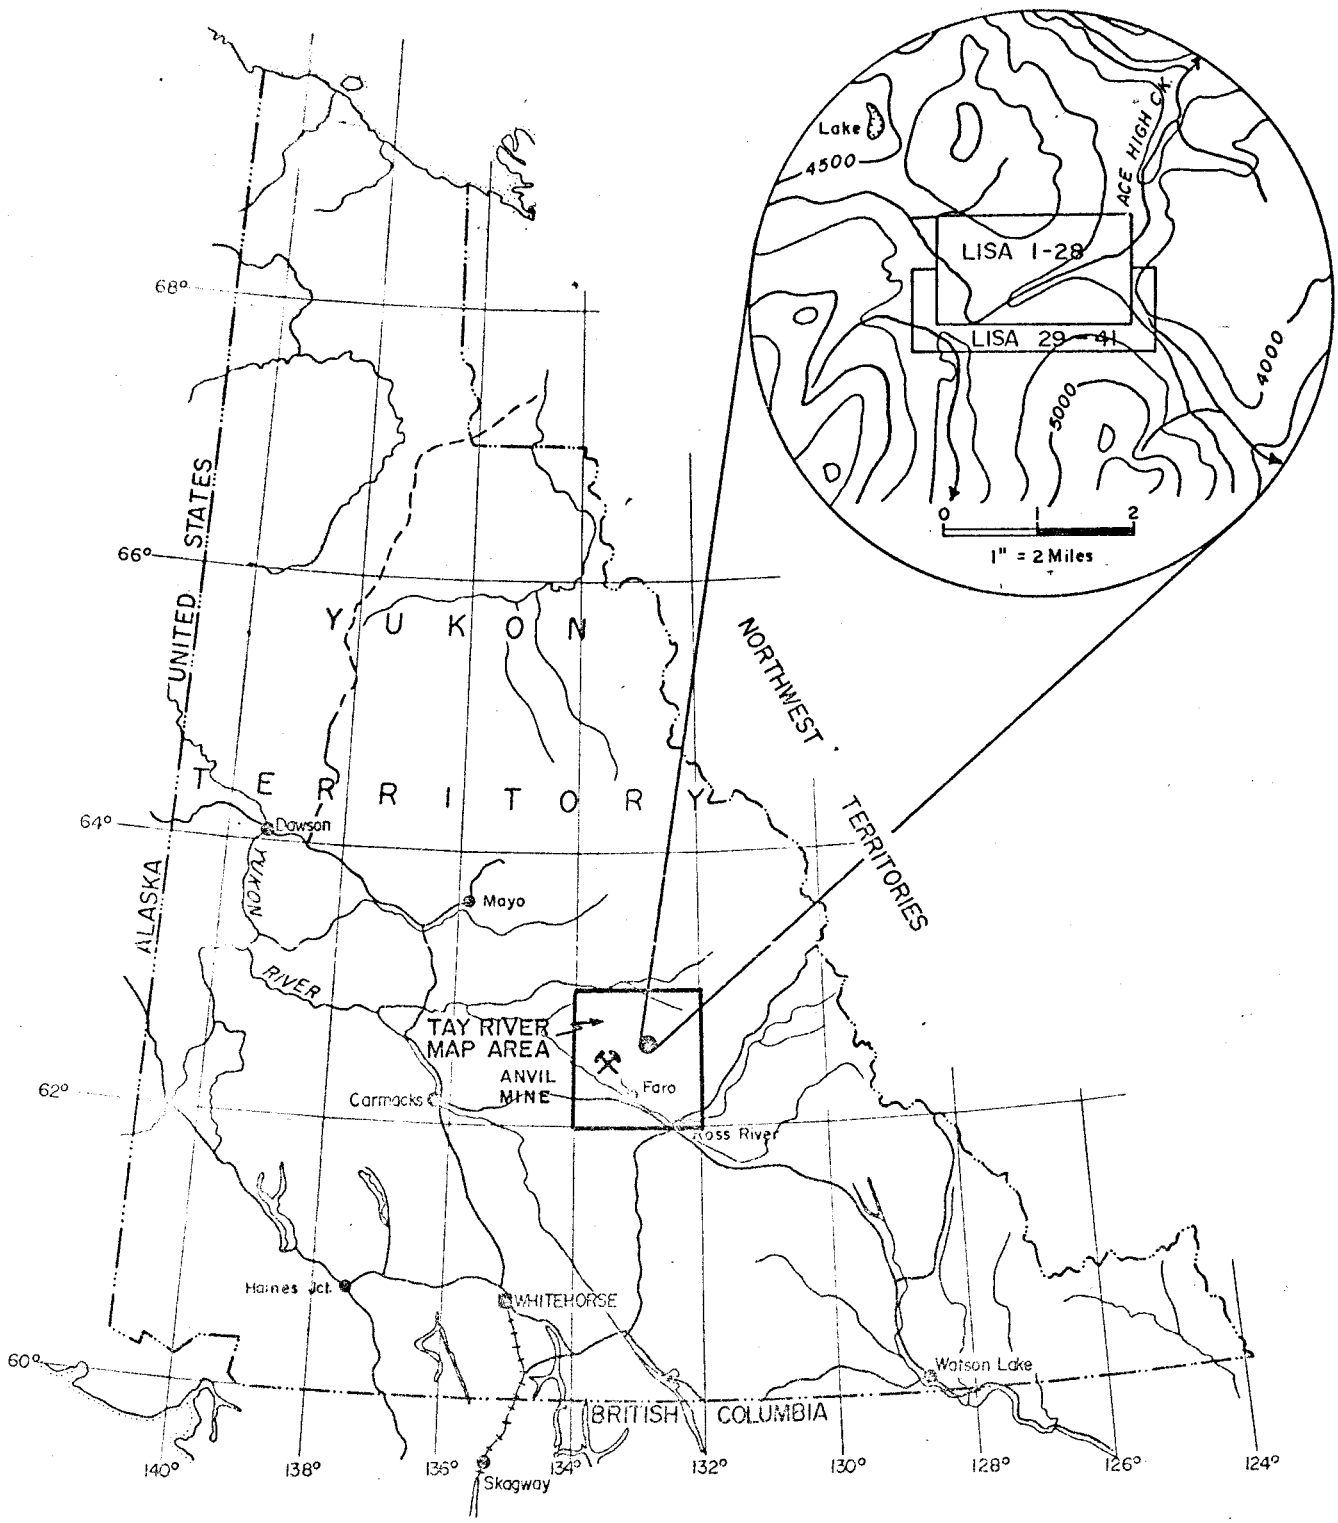 Lake
4500
ACE HIGH CK.
LISA 1-28
LISA 29-41
4000
5000
0 1 2
1" = 2 Miles
68°
66°
64°
62°
60°
UNITED STATES
ALASKA
YUKON
TERRITORY
NORTHWEST
TERRITORIES
Dawson
YUKON
RIVER
Mayo
TAY RIVER
MAP AREA
ANVIL
MINE
Faro
Carmacks
Ross River
Haines Jct.
WHITEHORSE
Watson Lake
BRITISH COLUMBIA
Skagway
140° 138° 136° 134° 132° 130° 128° 126° 124°